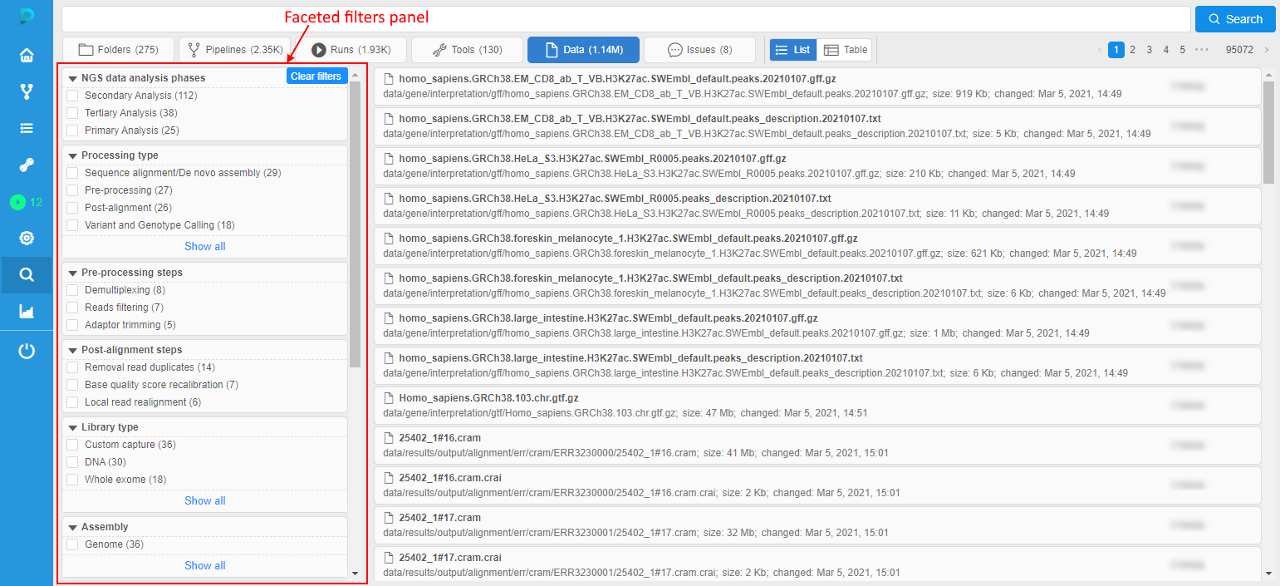 Faceted filters panel
Search
Folders (275)
Pipelines (2.35K)
Runs (1.93K)
Tools (130)
Data (1.14M)
Issues (8)
List
Table
1 2 3 4 5 ••• 95072
12
NGS data analysis phases
Clear filters
Secondary Analysis (112)
Tertiary Analysis (38)
Primary Analysis (25)
Processing type
Sequence alignment/De novo assembly (29)
Pre-processing (27)
Post-alignment (26)
Variant and Genotype Calling (18)
Show all
Pre-processing steps
Demultiplexing (8)
Reads filtering (7)
Adaptor trimming (5)
Post-alignment steps
Removal read duplicates (14)
Base quality score recalibration (7)
Local read realignment (6)
Library type
Custom capture (36)
DNA (30)
Whole exome (18)
Show all
Assembly
Genome (36)
Show all
homo_sapiens.GRCh38.EM_CD8_ab_T_VB.H3K27ac.SWEmbl_default.peaks.20210107.gff.gz
data/gene/interpretation/gff/homo_sapiens.GRCh38.EM_CD8_ab_T_VB.H3K27ac.SWEmbl_default.peaks.20210107.gff.gz; size: 919 Kb; changed: Mar 5, 2021, 14:49
homo_sapiens.GRCh38.EM_CD8_ab_T_VB.H3K27ac.SWEmbl_default.peaks_description.20210107.txt
data/gene/interpretation/gff/homo_sapiens.GRCh38.EM_CD8_ab_T_VB.H3K27ac.SWEmbl_default.peaks_description.20210107.txt; size: 5 Kb; changed: Mar 5, 2021, 14:49
homo_sapiens.GRCh38.HeLa_S3.H3K27ac.SWEmbl_R0005.peaks.20210107.gff.gz
data/gene/interpretation/gff/homo_sapiens.GRCh38.HeLa_S3.H3K27ac.SWEmbl_R0005.peaks.20210107.gff.gz; size: 210 Kb; changed: Mar 5, 2021, 14:49
homo_sapiens.GRCh38.HeLa_S3.H3K27ac.SWEmbl_R0005.peaks_description.20210107.txt
data/gene/interpretation/gff/homo_sapiens.GRCh38.HeLa_S3.H3K27ac.SWEmbl_R0005.peaks_description.20210107.txt; size: 11 Kb; changed: Mar 5, 2021, 14:49
homo_sapiens.GRCh38.foreskin_melanocyte_1.H3K27ac.SWEmbl_default.peaks.20210107.gff.gz
data/gene/interpretation/gff/homo_sapiens.GRCh38.foreskin_melanocyte_1.H3K27ac.SWEmbl_default.peaks.20210107.gff.gz; size: 621 Kb; changed: Mar 5, 2021, 14:49
homo_sapiens.GRCh38.foreskin_melanocyte_1.H3K27ac.SWEmbl_default.peaks_description.20210107.txt
data/gene/interpretation/gff/homo_sapiens.GRCh38.foreskin_melanocyte_1.H3K27ac.SWEmbl_default.peaks_description.20210107.txt; size: 6 Kb; changed: Mar 5, 2021, 14:49
homo_sapiens.GRCh38.large_intestine.H3K27ac.SWEmbl_default.peaks.20210107.gff.gz
data/gene/interpretation/gff/homo_sapiens.GRCh38.large_intestine.H3K27ac.SWEmbl_default.peaks.20210107.gff.gz; size: 1 Mb; changed: Mar 5, 2021, 14:49
homo_sapiens.GRCh38.large_intestine.H3K27ac.SWEmbl_default.peaks_description.20210107.txt
data/gene/interpretation/gff/homo_sapiens.GRCh38.large_intestine.H3K27ac.SWEmbl_default.peaks_description.20210107.txt; size: 6 Kb; changed: Mar 5, 2021, 14:49
Homo_sapiens.GRCh38.103.chr.gtf.gz
data/gene/interpretation/gtf/Homo_sapiens.GRCh38.103.chr.gtf.gz; size: 47 Mb; changed: Mar 5, 2021, 14:51
25402_1#16.cram
data/results/output/alignment/err/cram/ERR3230000/25402_1#16.cram; size: 41 Mb; changed: Mar 5, 2021, 15:01
25402_1#16.cram.crai
data/results/output/alignment/err/cram/ERR3230000/25402_1#16.cram.crai; size: 2 Kb; changed: Mar 5, 2021, 15:01
25402_1#17.cram
data/results/output/alignment/err/cram/ERR3230001/25402_1#17.cram; size: 32 Mb; changed: Mar 5, 2021, 15:01
25402_1#17.cram.crai
data/results/output/alignment/err/cram/ERR3230001/25402_1#17.cram.crai; size: 2 Kb; changed: Mar 5, 2021, 15:01